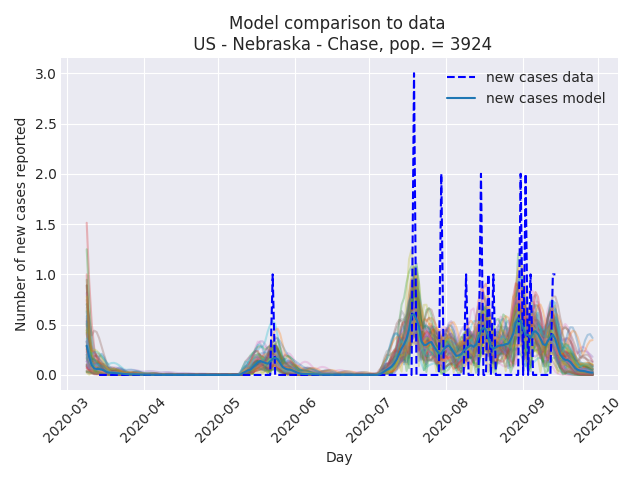 Model comparison to data
US - Nebraska - Chase, pop. = 3924
new cases data
new cases model
Number of new cases reported
3.0
2.5
2.0
1.5
1.0
0.5
0.0
2020-03
2020-04
2020-05
2020-06
2020-07
2020-08
2020-09
2020-10
Day